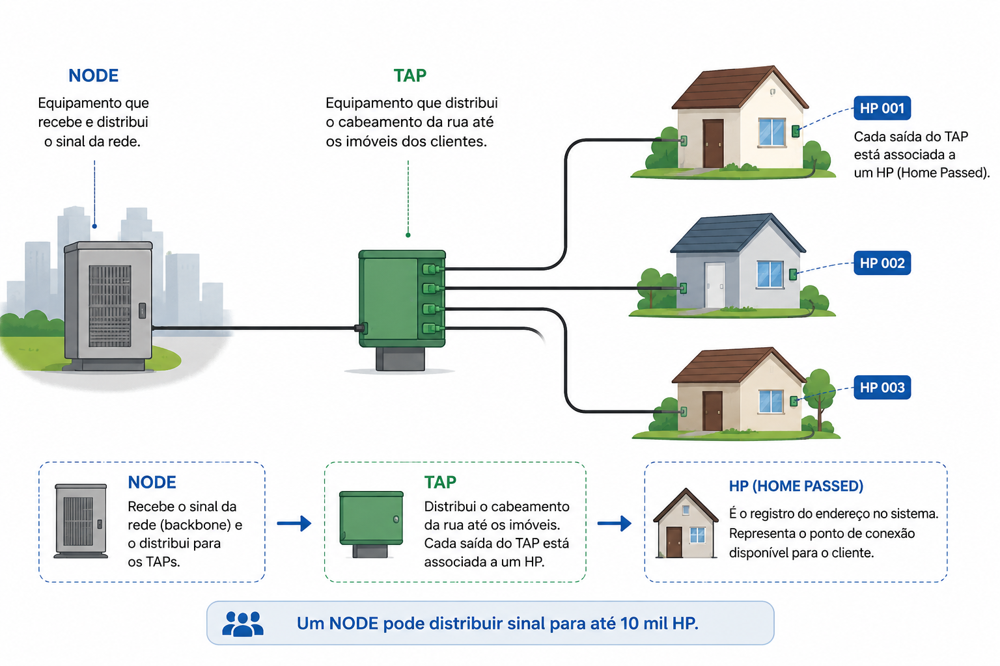 NODE
Equipamento que
recebe e distribui
o sinal da rede.
TAP
Equipamento que distribui
o cabeamento da rua até
os imóveis dos clientes.
HP 001
Cada saída do TAP
está associada a
um HP (Home Passed).
HP 002
HP 003
NODE
Recebe o sinal da
rede (backbone) e
o distribui para
os TAPs.
TAP
Distribui o cabeamento
da rua até os imóveis.
Cada saída do TAP está
associada a um HP.
HP (HOME PASSED)
É o registro do endereço no sistema.
Representa o ponto de conexão
disponível para o cliente.
Um NODE pode distribuir sinal para até 10 mil HP.